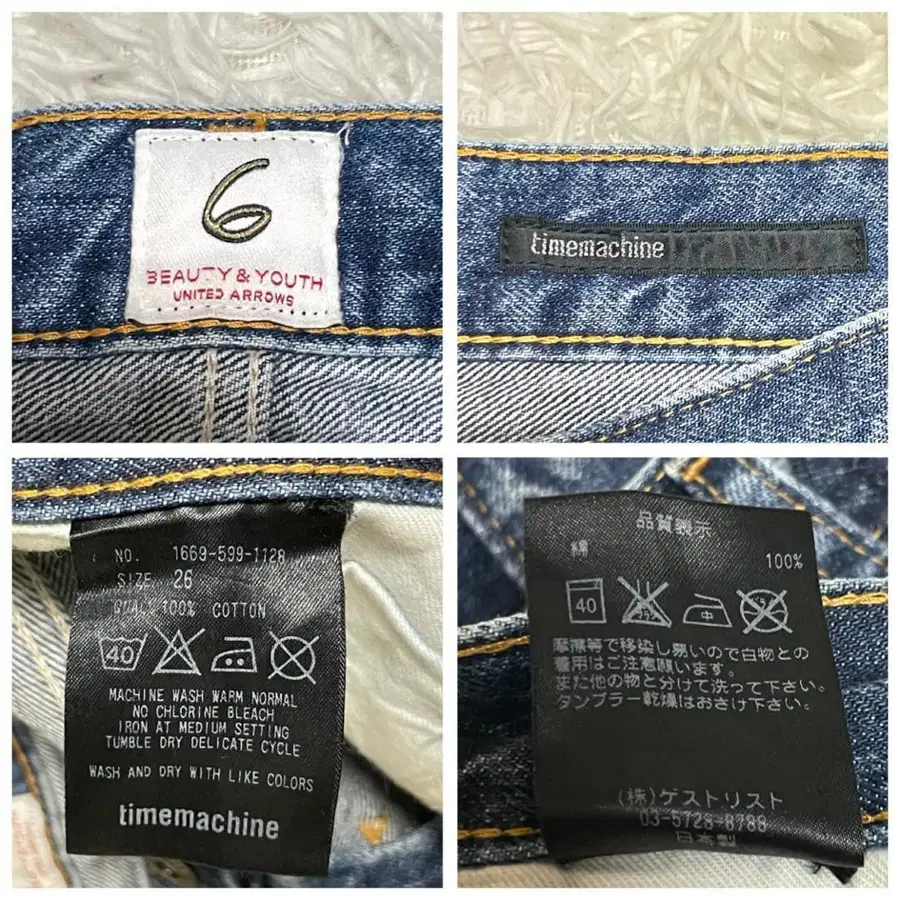 6
BEAUTY & YOUTH
UNITED ARROWS
timemachine
NO. 1669-599-1128
SIZE 26
100% COTTON
40
MACHINE WASH WARM NORMAL
NO CHLORINE BLEACH
IRON AT MEDIUM SETTING
TUMBLE DRY DELICATE CYCLE
WASH AND DRY WITH LIKE COLORS
timemachine
品質表示
綿 100%
40 中
摩擦等で移染し易いので白物との
着用はご注意願います。
また他の物と分けて洗って下さい。
タンブラー乾燥はおさけ下さい。
(株)ゲストリスト
03-5728-8788
日本製